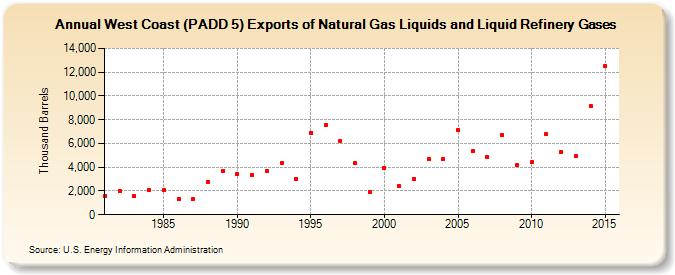 Annual West Coast (PADD 5) Exports of Natural Gas Liquids and Liquid Refinery Gases
Thousand Barrels
14,000
12,000
10,000
8,000
6,000
4,000
2,000
0
1985 1990 1995 2000 2005 2010 2015
Source: U.S. Energy Information Administration